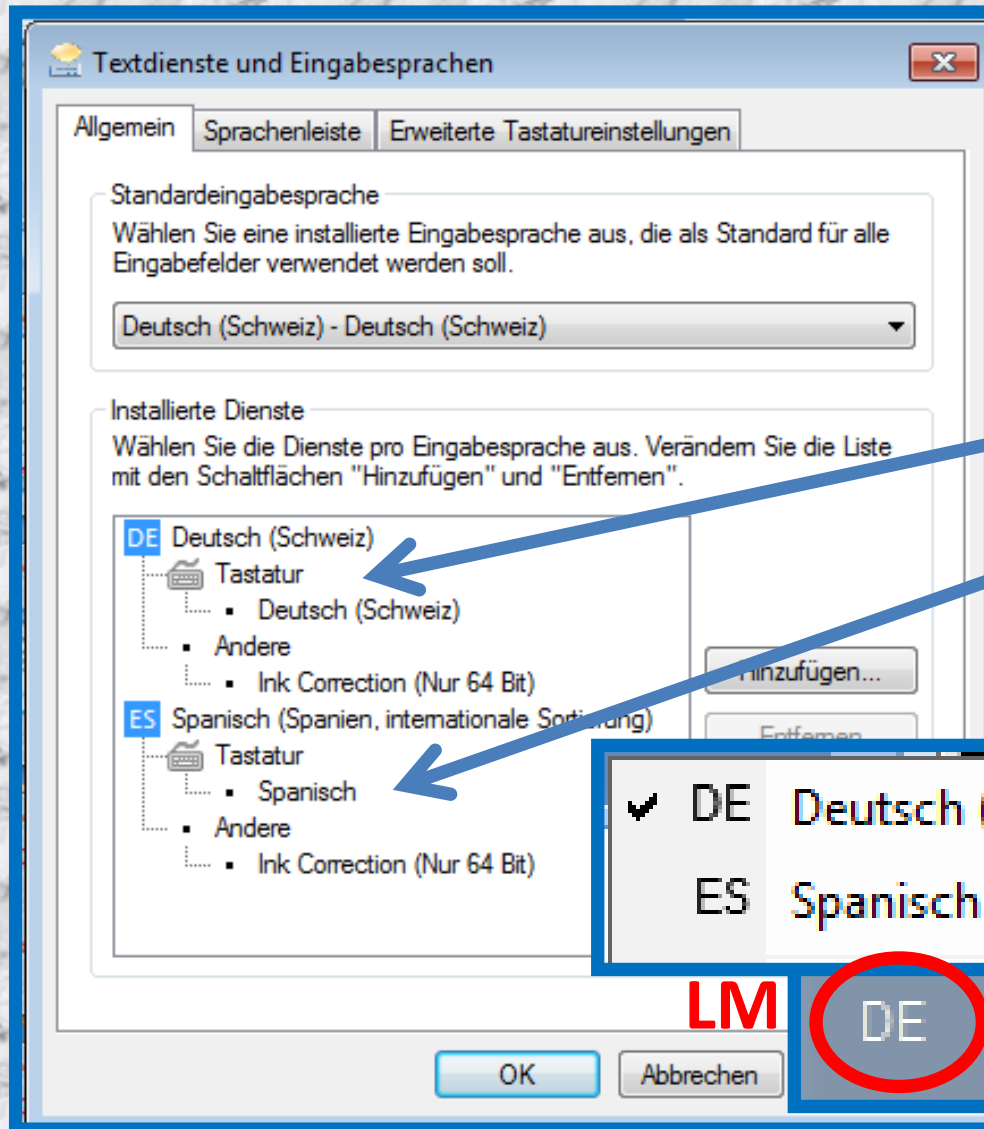 Textdienste und Eingabesprachen
Allgemein Sprachenleiste Erweiterte Tastatureinstellungen
Standardeingabesprache
Wählen Sie eine installierte Eingabesprache aus, die als Standard für alle
Eingabefelder verwendet werden soll.
Deutsch (Schweiz) - Deutsch (Schweiz)
Installierte Dienste
Wählen Sie die Dienste pro Eingabesprache aus. Verändern Sie die Liste
mit den Schaltflächen "Hinzufügen" und "Entfernen".
DE Deutsch (Schweiz)
Tastatur
Deutsch (Schweiz)
Andere
Ink Correction (Nur 64 Bit)
Hinzufügen...
ES Spanisch (Spanien, internationale Sortierung)
Entfernen
Tastatur
Spanisch
Andere
Ink Correction (Nur 64 Bit)
DE Deutsch (
ES Spanisch
LM DE
OK Abbrechen